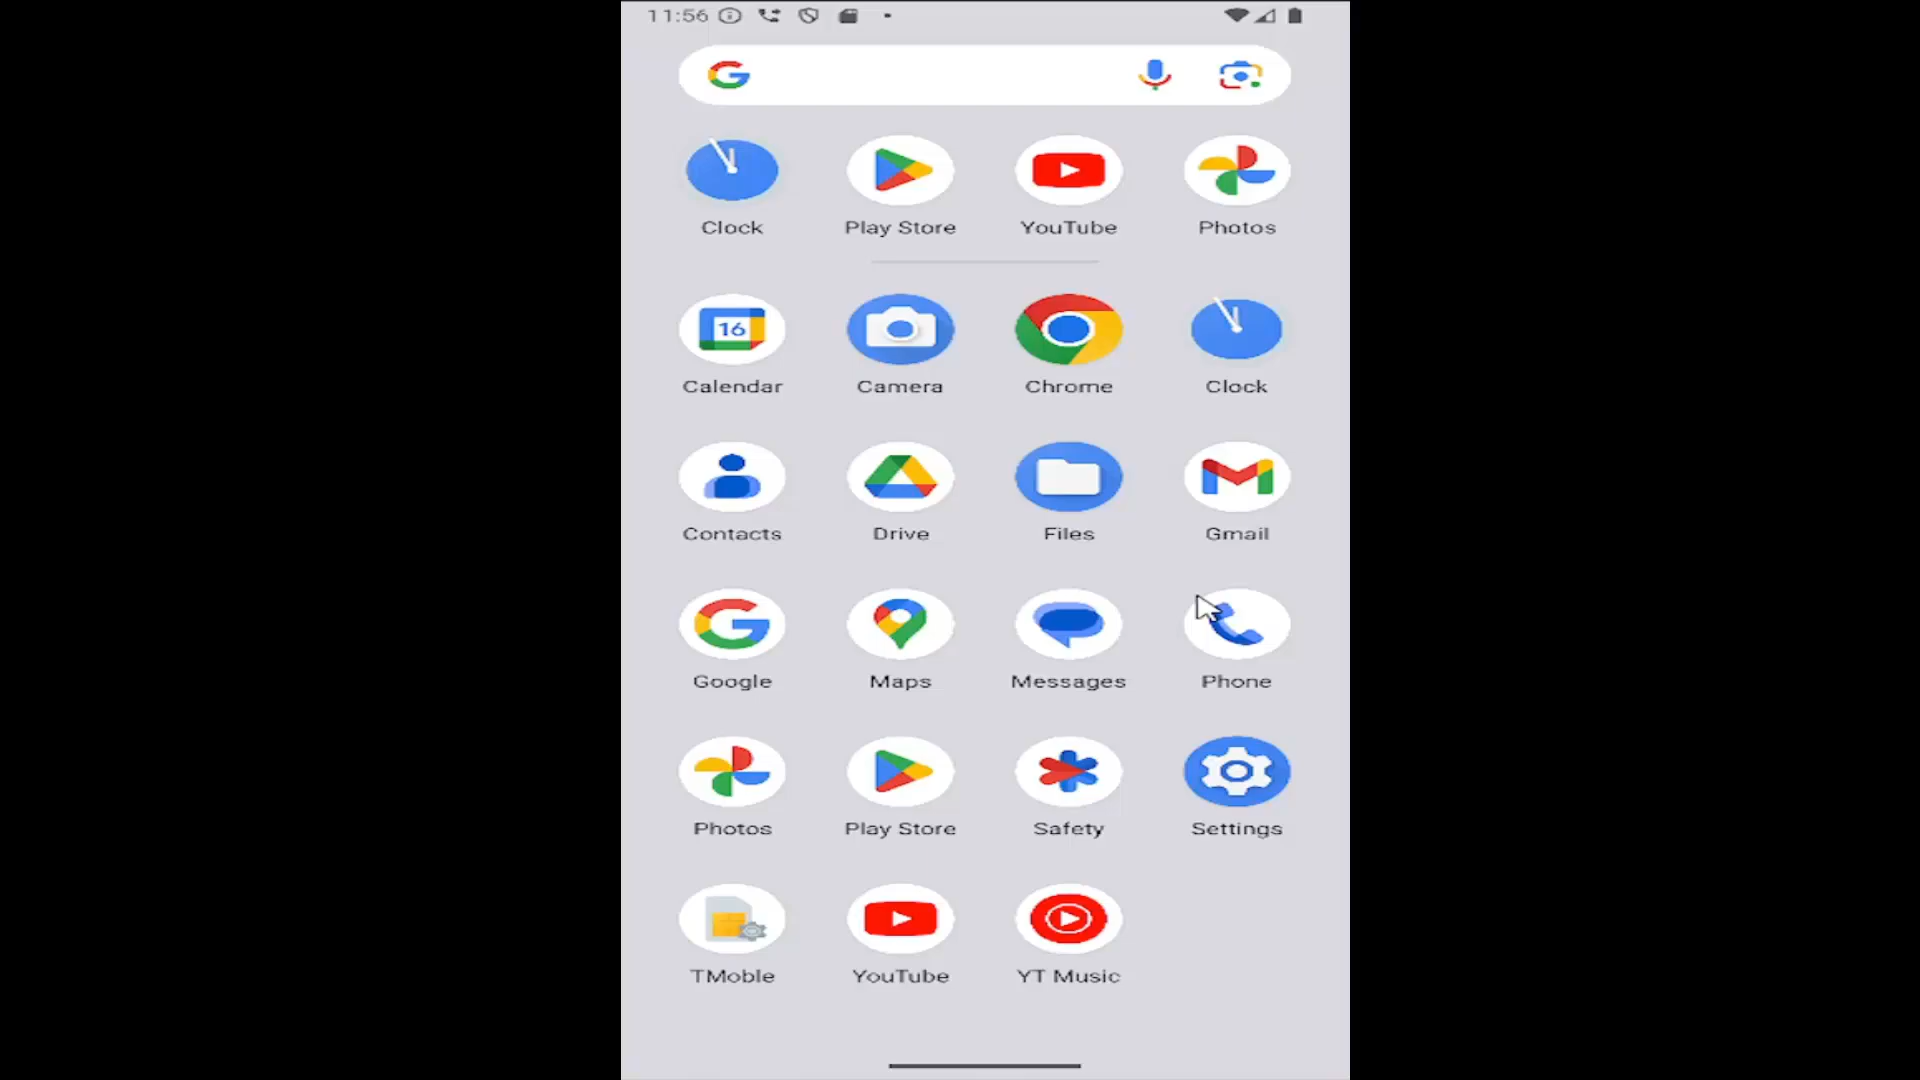 11:56
Clock Play Store YouTube Photos
16
Calendar Camera Chrome Clock
Contacts Drive Files Gmail
Google Maps Messages Phone
Photos Play Store Safety Settings
TMoble YouTube YT Music